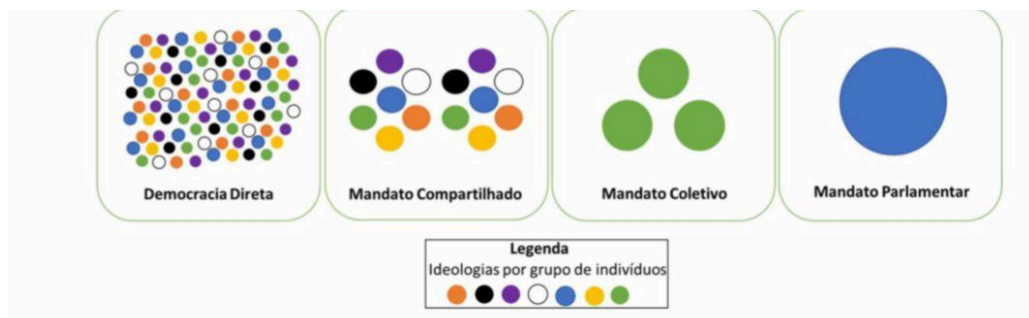 Democracia Direta
Mandato Compartilhado
Mandato Coletivo
Mandato Parlamentar
Legenda
Ideologias por grupo de indivíduos